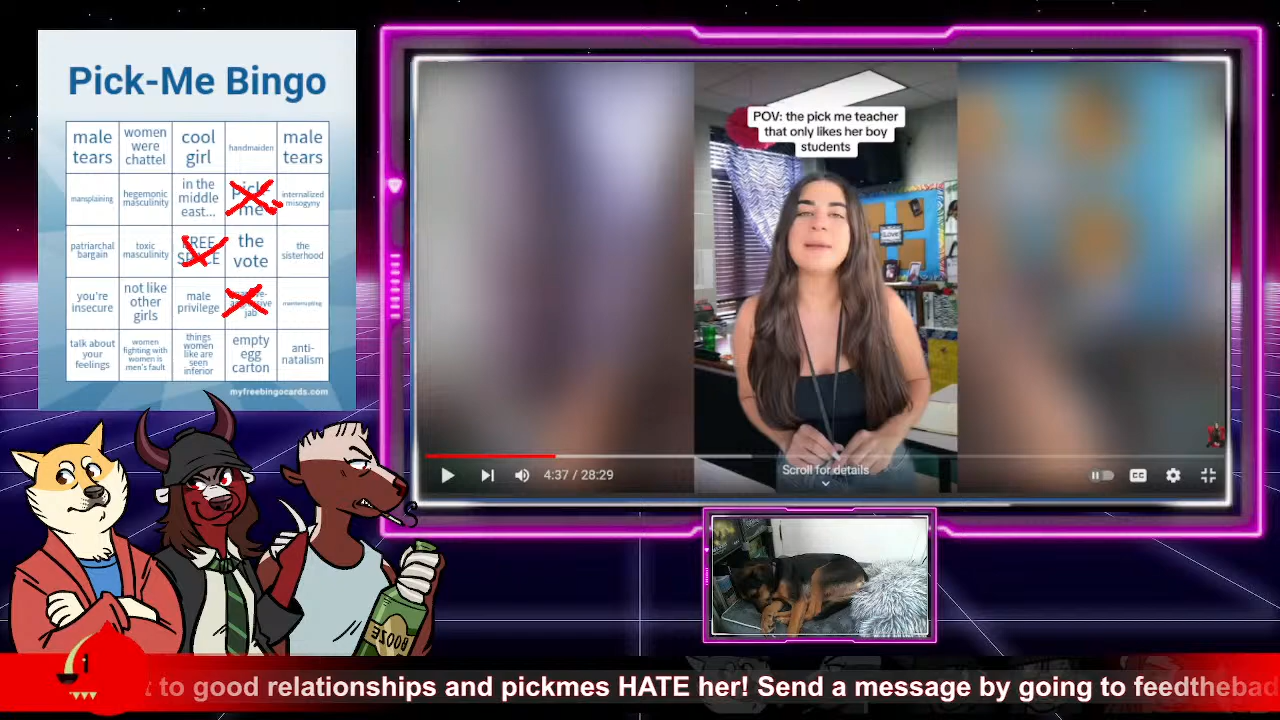 Pick-Me Bingo
male tears
women were chattel
cool girl
handmaiden
male tears
mansplaining
hegemonic masculinity
in the middle east...
pick me
internalized misogyny
patriarchal bargain
toxic masculinity
FREE SPACE
the vote
the sisterhood
you're insecure
not like other girls
male privilege
jab
manterrupting
talk about your feelings
women fighting with women is men's fault
things women like are seen inferior
empty egg carton
anti-natalism
myfreebingocards.com
POV: the pick me teacher
that only likes her boy
students
LOVE
Scroll for details
4:37 / 28:29
CC
BOOZE
t to good relationships and pickmes HATE her! Send a message by going to feedthebad